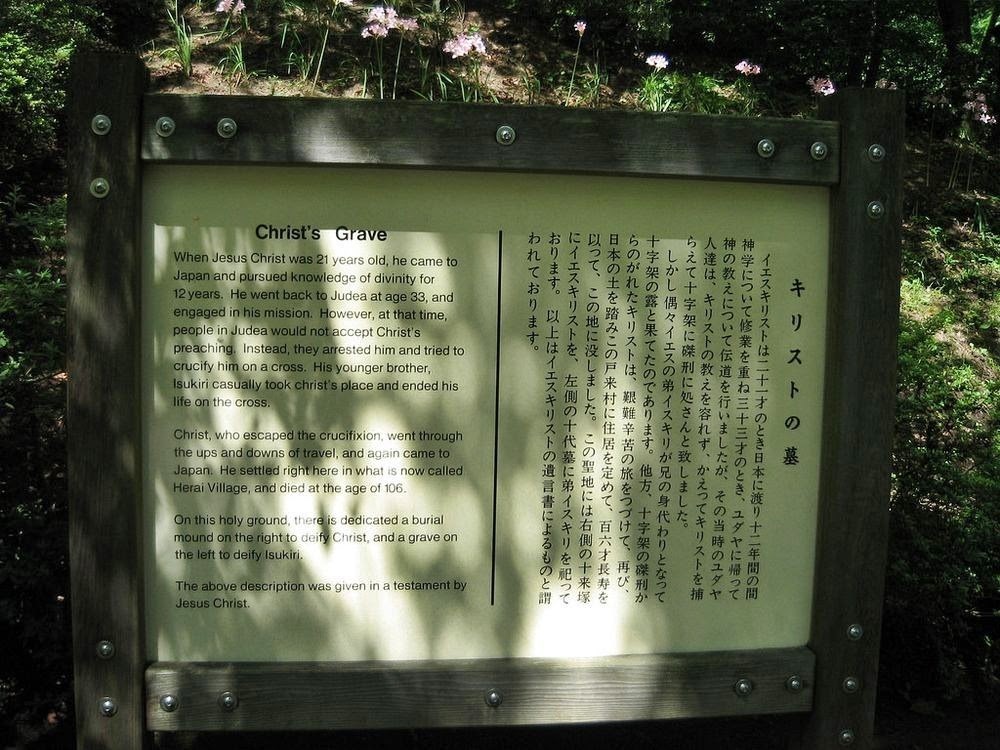 Christ's Grave
When Jesus Christ was 21 years old, he came to
Japan and pursued knowledge of divinity for
12 years. He went back to Judea at age 33, and
engaged in his mission. However, at that time,
people in Judea would not accept Christ's
preaching. Instead, they arrested him and tried to
crucify him on a cross. His younger brother,
Isukiri casually took christ's place and ended his
life on the cross.
Christ, who escaped the crucifixion, went through
the ups and downs of travel, and again came to
Japan. He settled right here in what is now called
Herai Village, and died at the age of 106.
On this holy ground, there is dedicated a burial
mound on the right to deify Christ, and a grave on
the left to deify Isukiri.
The above description was given in a testament by
Jesus Christ.
キリストの墓
イエスキリストは二十一才のとき日本に渡り十二年間の間
神学について修業を重ね三十三才のとき、ユダヤに帰って
神の教えについて伝道を行いましたが、その当時のユダヤ
人達は、キリストの教えを容れず、かえってキリストを捕
らえて十字架に磔刑に処さんと致しました。
しかし偶々イエスの弟イスキリが兄の身代わりとなって
十字架の露と果てたのであります。他方、十字架の磔刑か
らのがれたキリストは、艱難辛苦の旅をつづけて、再び、
日本の土を踏みこの戸来村に住居を定めて、百六才長寿を
以って、この地に没しました。この聖地には右側の十来塚
にイエスキリストを、左側の十代墓に弟イスキリを祀って
おります。以上はイエスキリストの遺言書によるものと謂
われております。